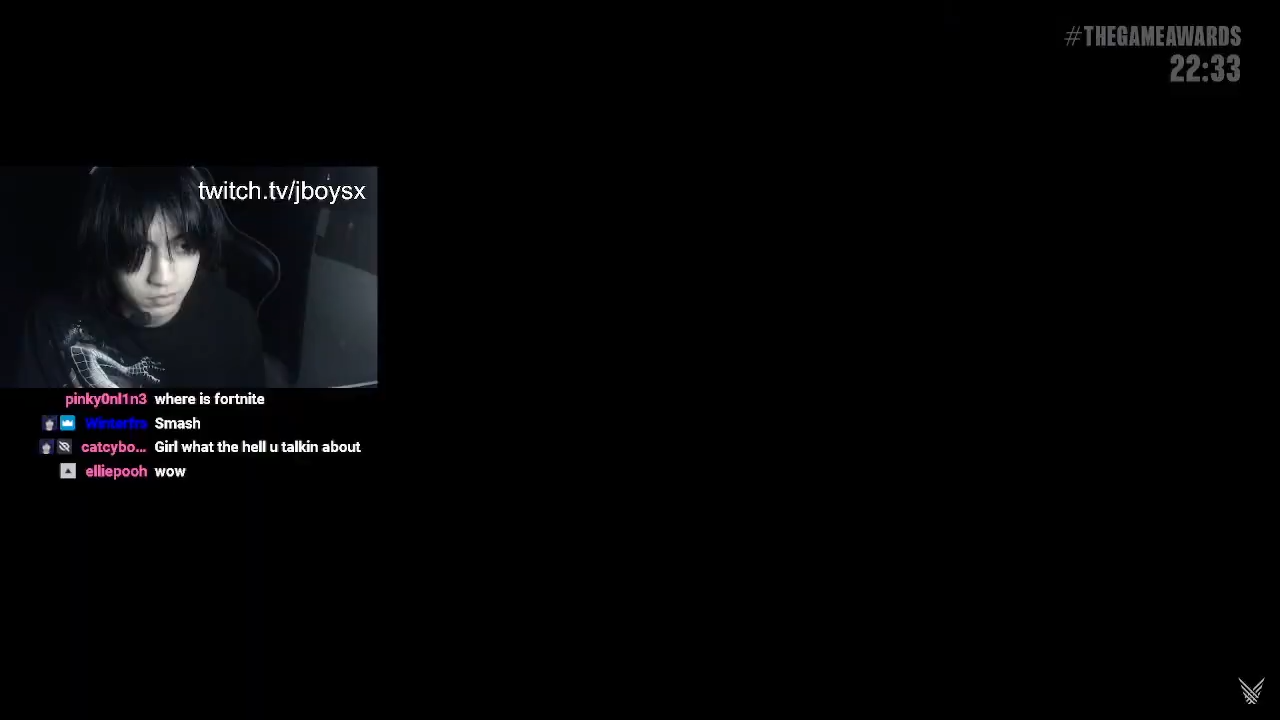 #THEGAMEAWARDS
22:33
twitch.tv/jboysx
pinky0nl1n3 where is fortnite
Winterfrs Smash
catcybo... Girl what the hell u talkin about
elliepooh wow